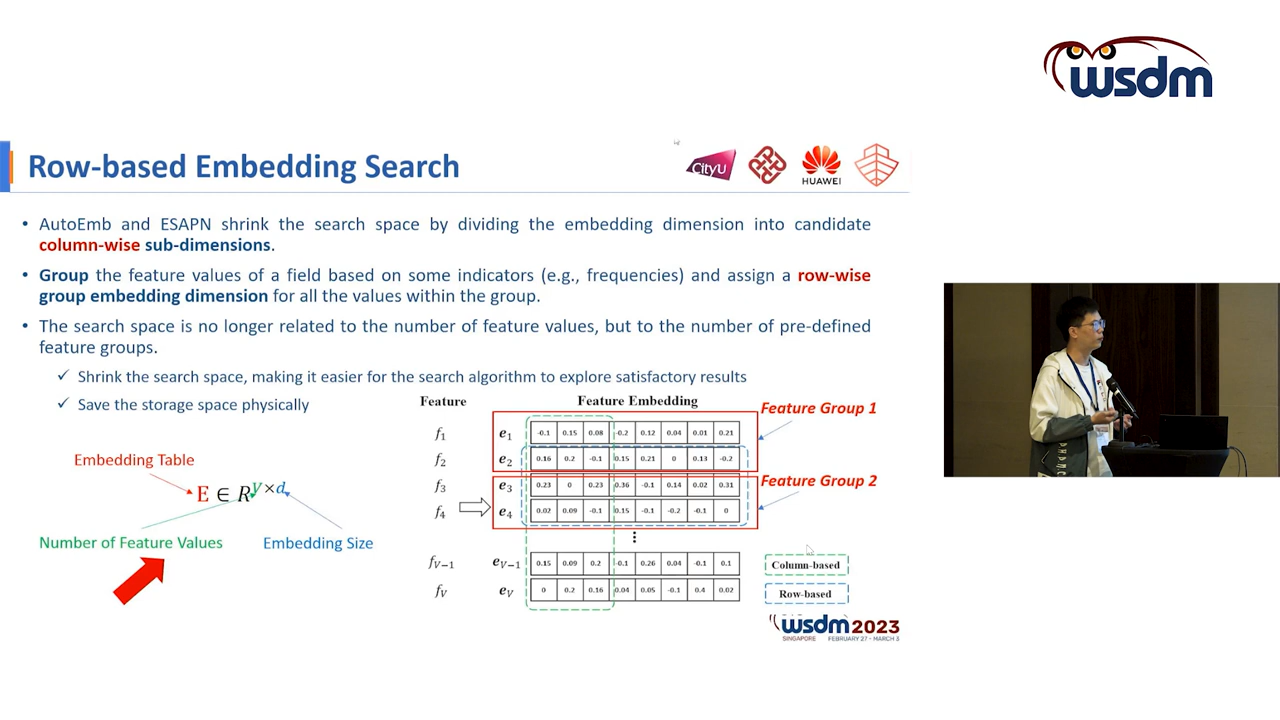 wsdm
Row-based Embedding Search
CityU
HUAWEI
• AutoEmb and ESAPN shrink the search space by dividing the embedding dimension into candidate
column-wise sub-dimensions.
• Group the feature values of a field based on some indicators (e.g., frequencies) and assign a row-wise
group embedding dimension for all the values within the group.
• The search space is no longer related to the number of feature values, but to the number of pre-defined
feature groups.
✓ Shrink the search space, making it easier for the search algorithm to explore satisfactory results
✓ Save the storage space physically
Feature
Feature Embedding
Feature Group 1
f1 e1 -0.1 0.15 0.08 -0.2 0.12 0.04 0.01 0.21
f2 e2 0.16 0.2 -0.1 0.15 0.21 0 0.13 -0.2
Feature Group 2
f3 e3 0.23 0 0.23 0.36 -0.1 0.14 0.02 0.31
f4 e4 0.02 0.09 -0.1 0.15 -0.1 -0.2 -0.1 0
⋮
fV−1 eV−1 0.15 0.09 0.2 -0.1 0.26 0.04 -0.1 0.1
fV eV 0 0.2 0.16 0.04 0.05 -0.1 0.4 0.02
Embedding Table
E ∈ R^V×d
Number of Feature Values
Embedding Size
Column-based
Row-based
wsdm 2023
SINGAPORE FEBRUARY 27 - MARCH 3